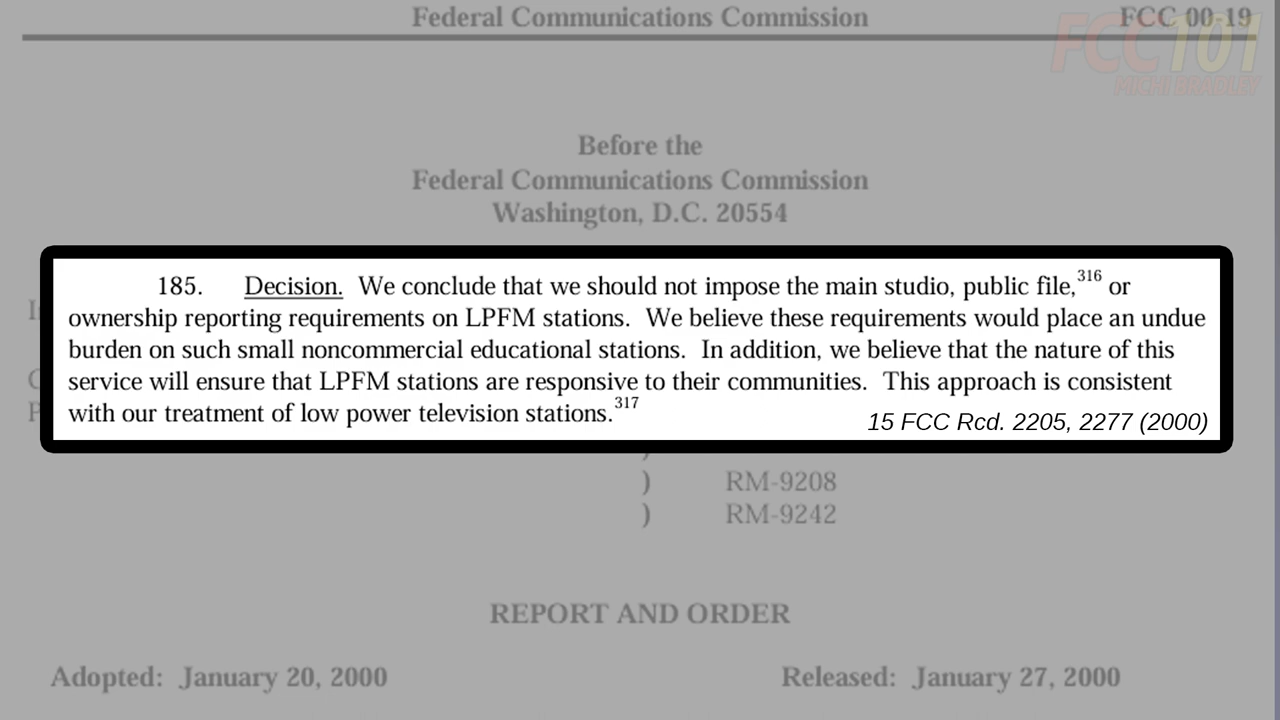 Federal Communications Commission FCC 00-19
FCC101
MICHI BRADLEY
Before the
Federal Communications Commission
Washington, D.C. 20554
185. Decision. We conclude that we should not impose the main studio, public file,316 or
ownership reporting requirements on LPFM stations. We believe these requirements would place an undue
burden on such small noncommercial educational stations. In addition, we believe that the nature of this
service will ensure that LPFM stations are responsive to their communities. This approach is consistent
with our treatment of low power television stations.317
15 FCC Rcd. 2205, 2277 (2000)
)
) RM-9208
) RM-9242
REPORT AND ORDER
Adopted: January 20, 2000 Released: January 27, 2000